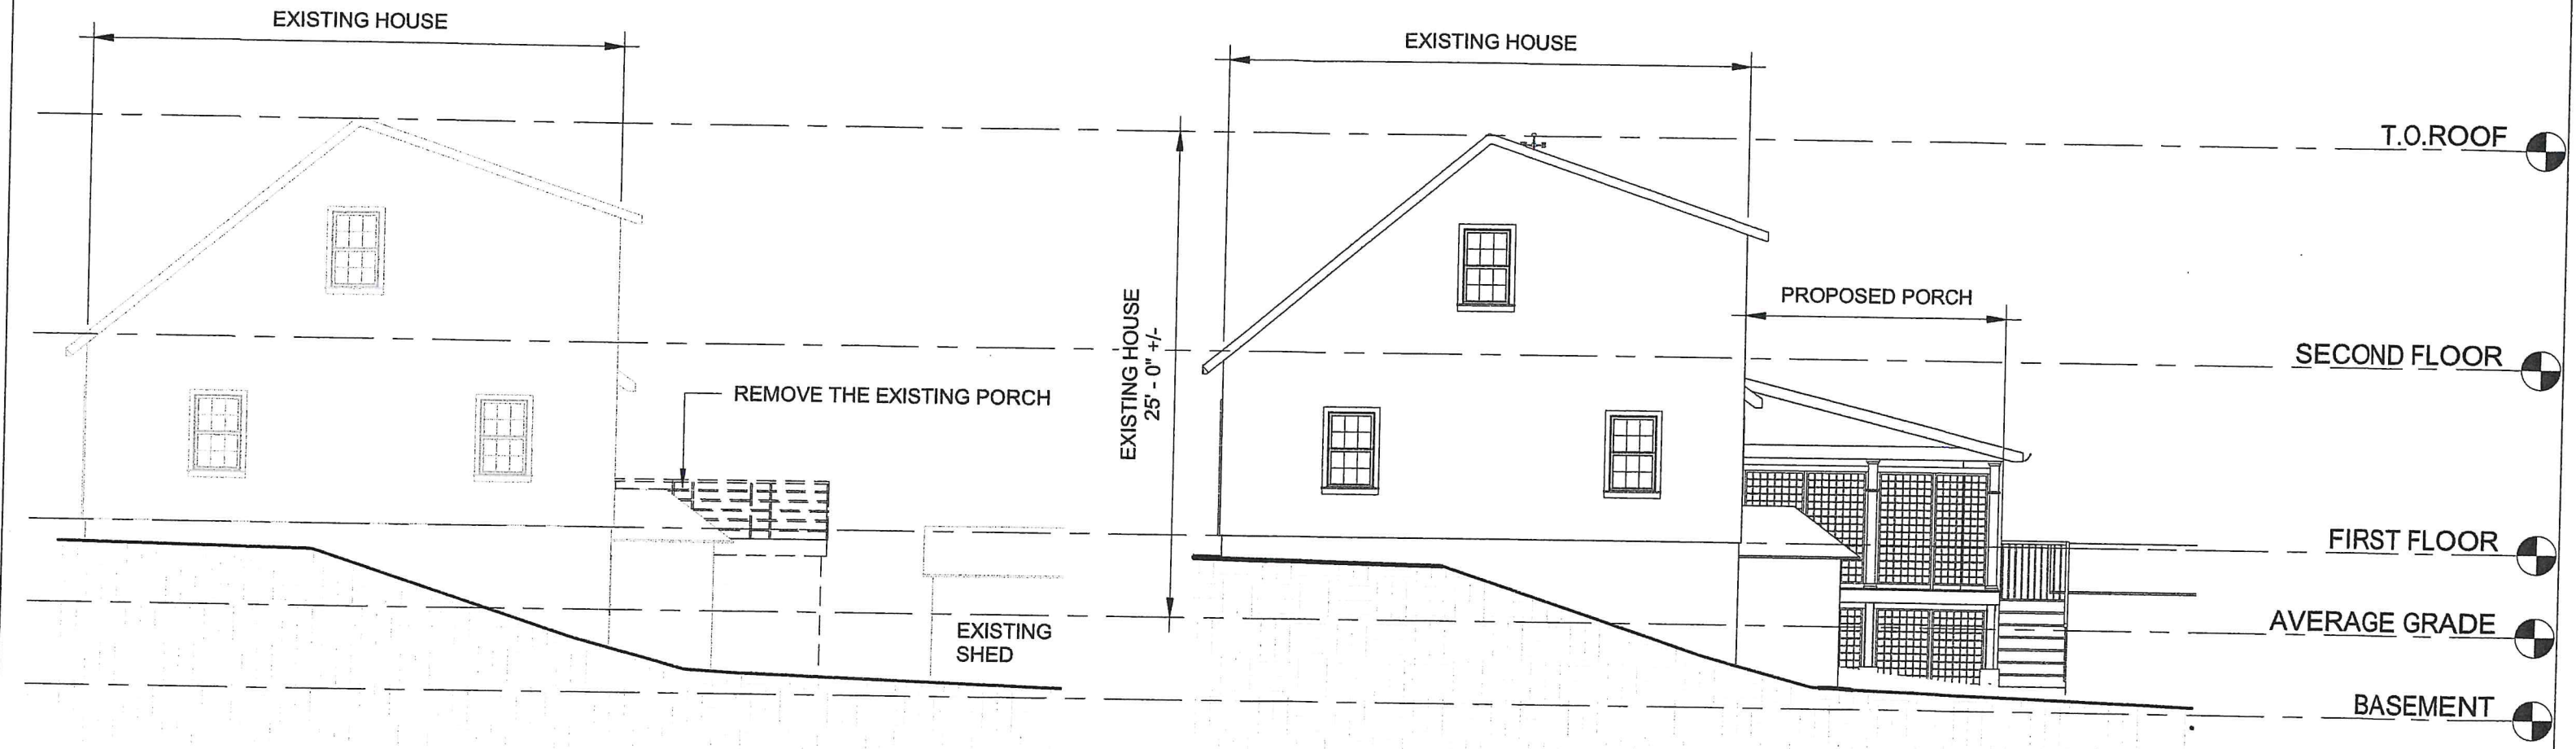 EXISTING HOUSE
REMOVE THE EXISTING PORCH
EXISTING
SHED
EXISTING HOUSE
EXISTING HOUSE
25' - 0" +/-
PROPOSED PORCH
T.O.ROOF
SECOND FLOOR
FIRST FLOOR
AVERAGE GRADE
BASEMENT